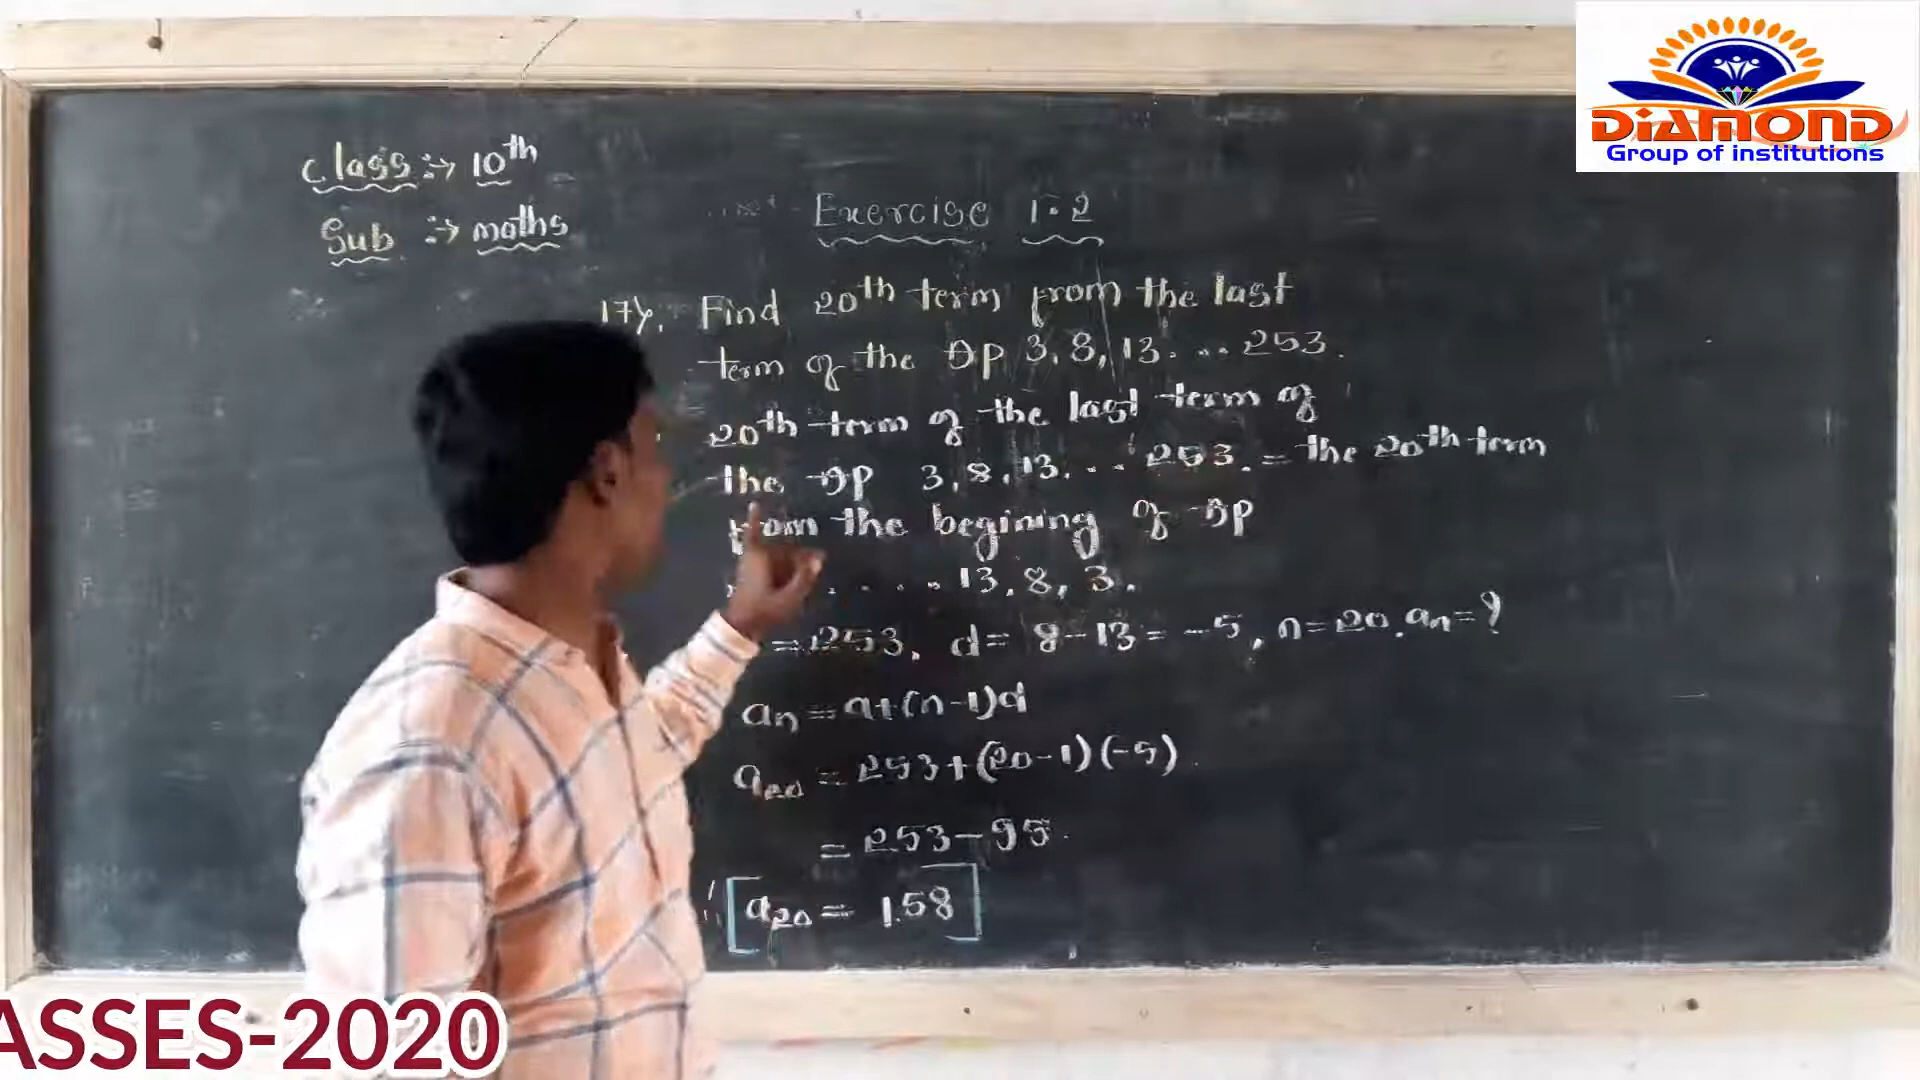 DiAMOND
Group of institutions
class :→ 10th
Sub :→ maths
Exercise 1.2
17y. Find 20th term from the last
term of the AP 3, 8, 13. . . 253.
20th term of the last term of
the AP 3, 8, 13. . . 253. = the 20th term
from the begining of AP
. . . . 13, 8, 3.
= 253, d = 8-13 = -5, n = 20. an = ?
an = a+(n-1)d
a20 = 253+(20-1)(-5)
= 253-95.
a20 = 158
ASSES-2020